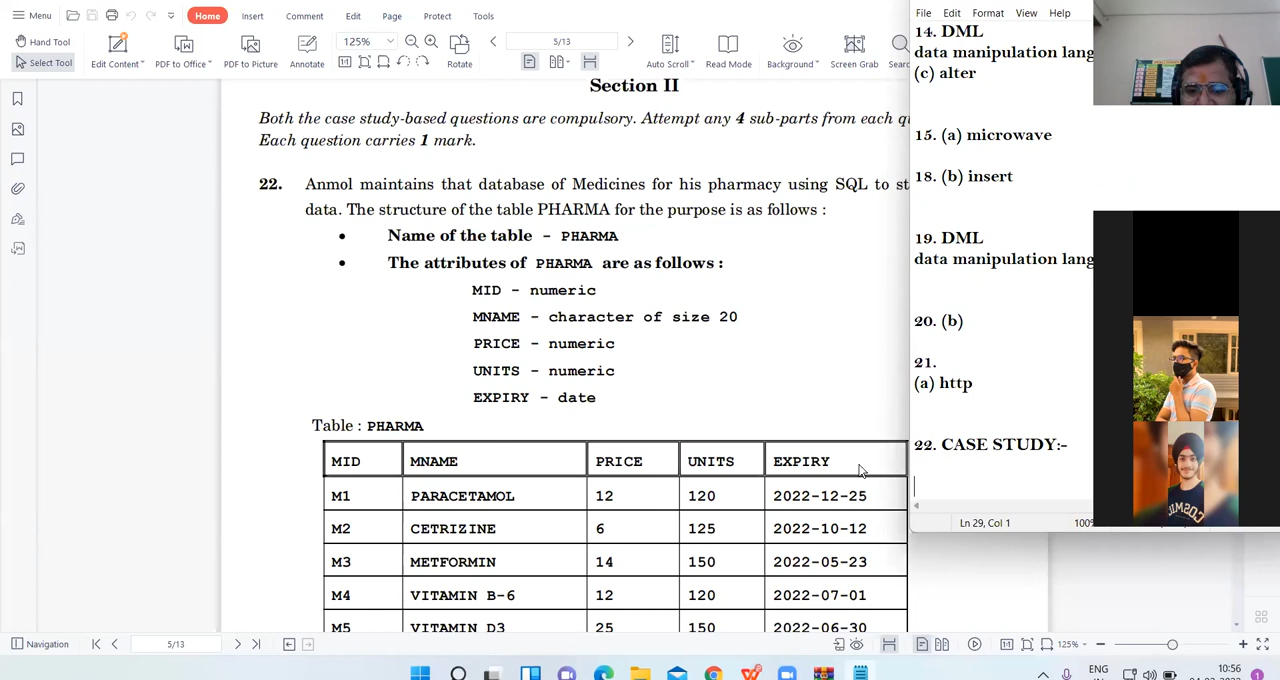 Menu
Home
Insert
Comment
Edit
Page
Protect
Tools
Hand Tool
Select Tool
Edit Content
PDF to Office
PDF to Picture
Annotate
125%
Rotate
5/13
Auto Scroll
Read Mode
Background
Screen Grab
Searc
Section II
Both the case study-based questions are compulsory. Attempt any 4 sub-parts from each qu
Each question carries 1 mark.
22. Anmol maintains that database of Medicines for his pharmacy using SQL to st
data. The structure of the table PHARMA for the purpose is as follows :
• Name of the table - PHARMA
• The attributes of PHARMA are as follows :
MID - numeric
MNAME - character of size 20
PRICE - numeric
UNITS - numeric
EXPIRY - date
Table : PHARMA
MID MNAME PRICE UNITS EXPIRY
M1 PARACETAMOL 12 120 2022-12-25
M2 CETRIZINE 6 125 2022-10-12
M3 METFORMIN 14 150 2022-05-23
M4 VITAMIN B-6 12 120 2022-07-01
M5 VITAMIN D3 25 150 2022-06-30
File Edit Format View Help
14. DML
data manipulation lang
(c) alter
15. (a) microwave
18. (b) insert
19. DML
data manipulation lang
20. (b)
21.
(a) http
22. CASE STUDY:-
Ln 29, Col 1
100%
COSMIC
Navigation
5/13
125%
ENG
10:56